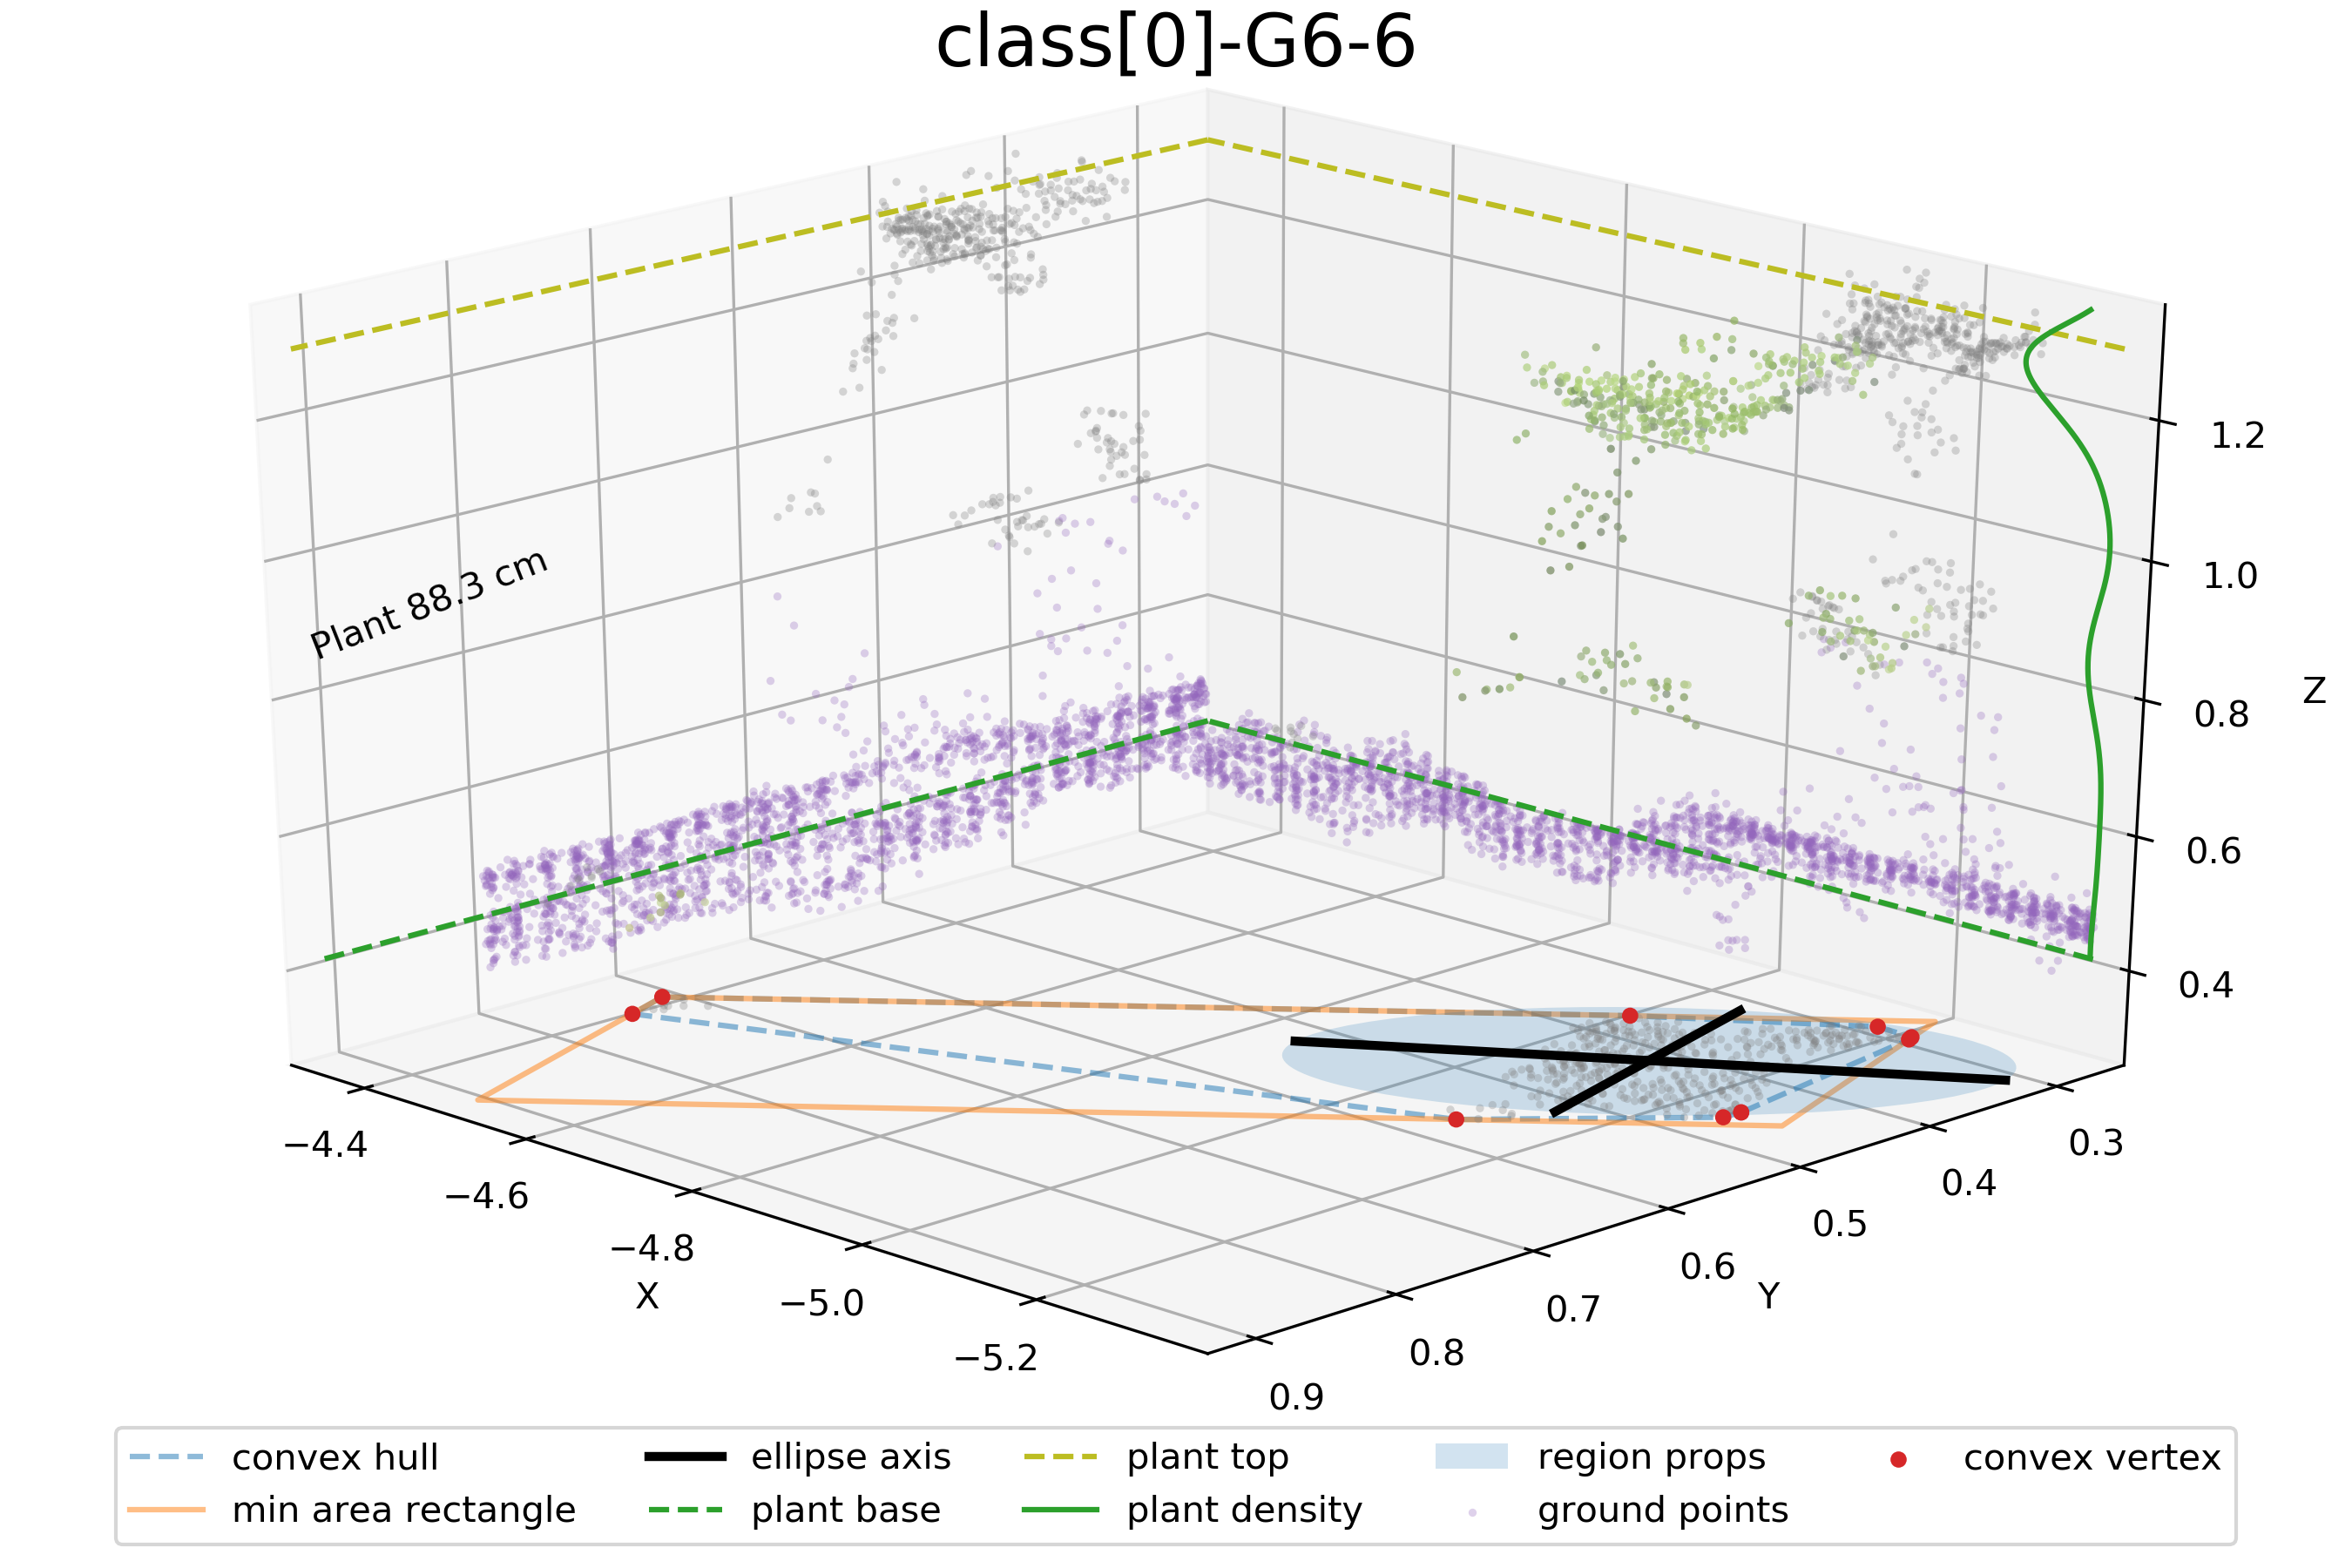 class[0]-G6-6
Plant 88.3 cm
1.2
1.0
0.8
0.6
0.4
Z
−4.4
−4.6
−4.8
−5.0
−5.2
X
0.3
0.4
0.5
0.6
0.7
0.8
0.9
Y
convex hull
min area rectangle
ellipse axis
plant base
plant top
plant density
region props
ground points
convex vertex